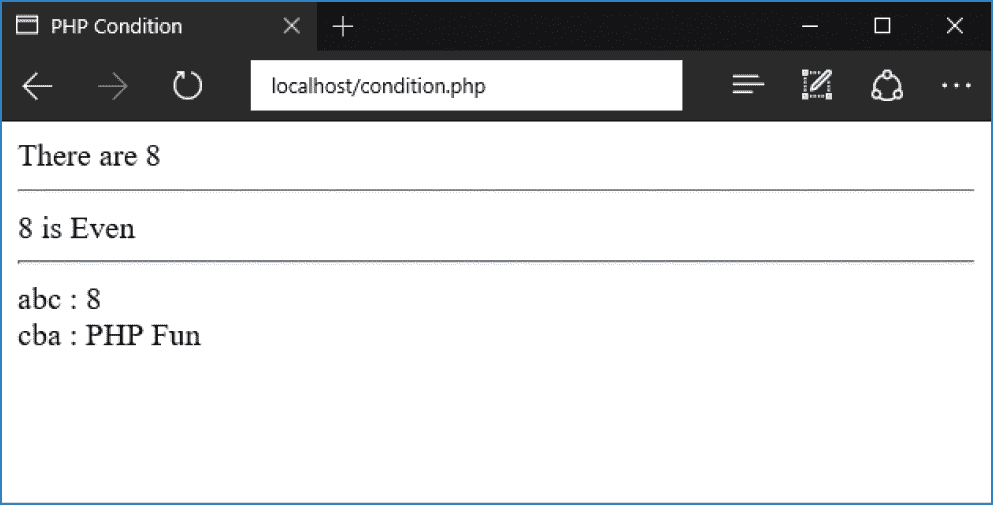 PHP Condition
localhost/condition.php
There are 8
8 is Even
abc : 8
cba : PHP Fun